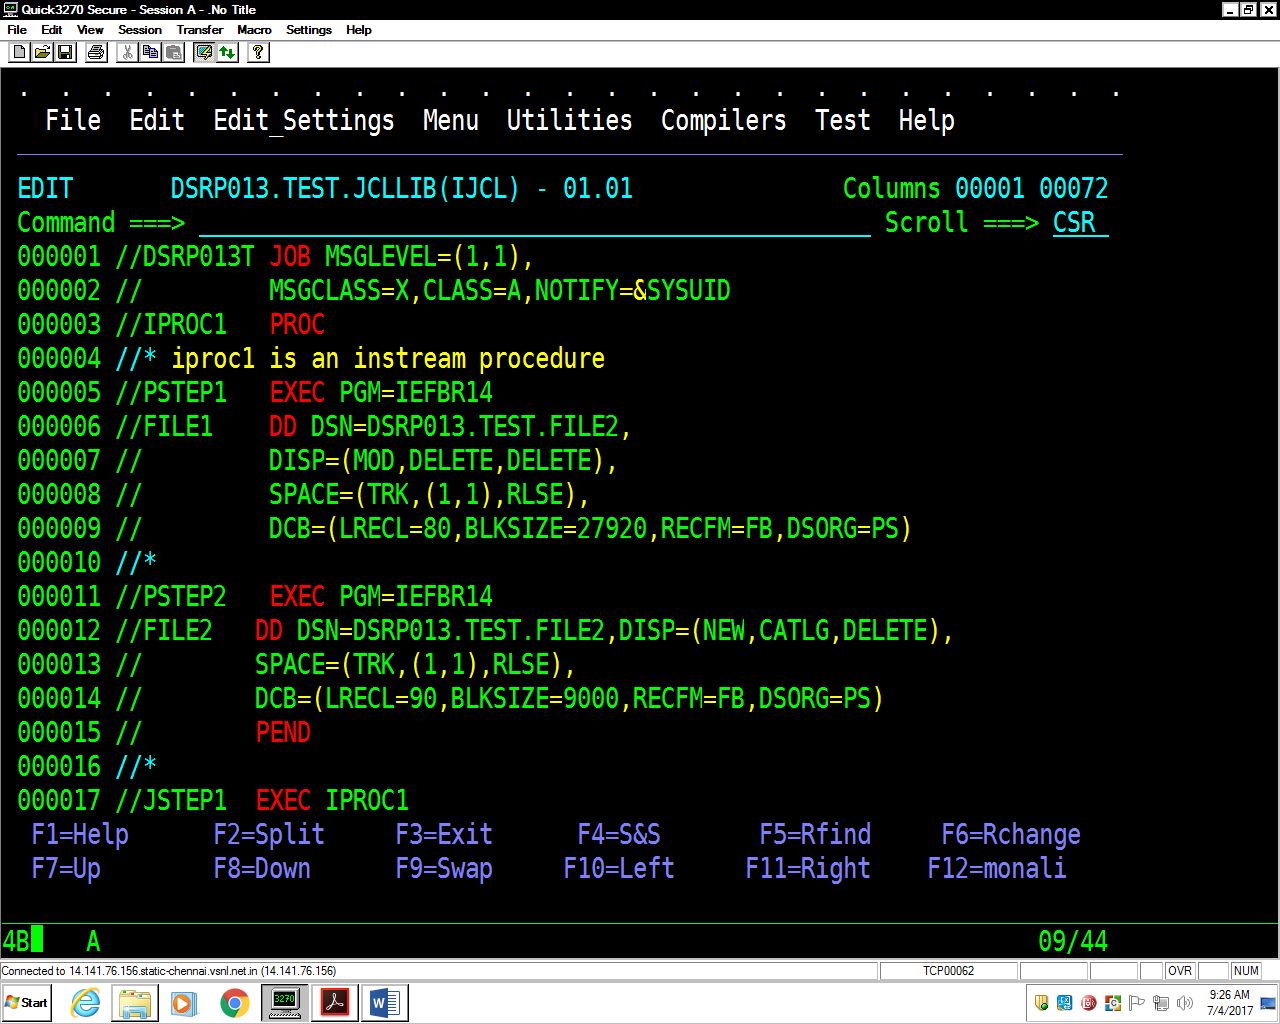 Quick3270 Secure - Session A - .No Title
File Edit View Session Transfer Macro Settings Help
. . . . . . . . . . . . . . . . . . . . . . . . . . .
File Edit Edit_Settings Menu Utilities Compilers Test Help
EDIT       DSRP013.TEST.JCLLIB(IJCL) - 01.01               Columns 00001 00072
Command ===>                                                  Scroll ===> CSR
000001 //DSRP013T JOB MSGLEVEL=(1,1),
000002 //         MSGCLASS=X,CLASS=A,NOTIFY=&SYSUID
000003 //IPROC1   PROC
000004 //* iproc1 is an instream procedure
000005 //PSTEP1   EXEC PGM=IEFBR14
000006 //FILE1    DD DSN=DSRP013.TEST.FILE2,
000007 //         DISP=(MOD,DELETE,DELETE),
000008 //         SPACE=(TRK,(1,1),RLSE),
000009 //         DCB=(LRECL=80,BLKSIZE=27920,RECFM=FB,DSORG=PS)
000010 //*
000011 //PSTEP2   EXEC PGM=IEFBR14
000012 //FILE2   DD DSN=DSRP013.TEST.FILE2,DISP=(NEW,CATLG,DELETE),
000013 //        SPACE=(TRK,(1,1),RLSE),
000014 //        DCB=(LRECL=90,BLKSIZE=9000,RECFM=FB,DSORG=PS)
000015 //        PEND
000016 //*
000017 //JSTEP1  EXEC IPROC1
F1=Help      F2=Split     F3=Exit      F4=S&S       F5=Rfind     F6=Rchange
F7=Up        F8=Down      F9=Swap     F10=Left     F11=Right    F12=monali
4B    A    09/44
Connected to 14.141.76.156.static-chennai.vsnl.net.in (14.141.76.156) TCP00062 OVR NUM
Start 3270 9:26 AM
7/4/2017